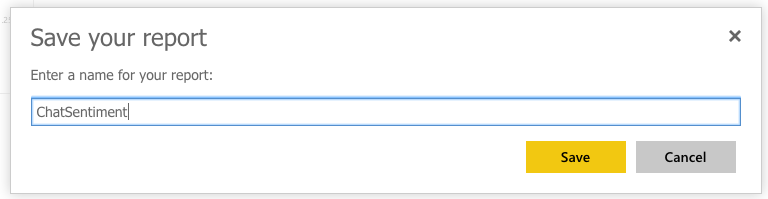 Save your report
Enter a name for your report:
ChatSentiment
Save
Cancel